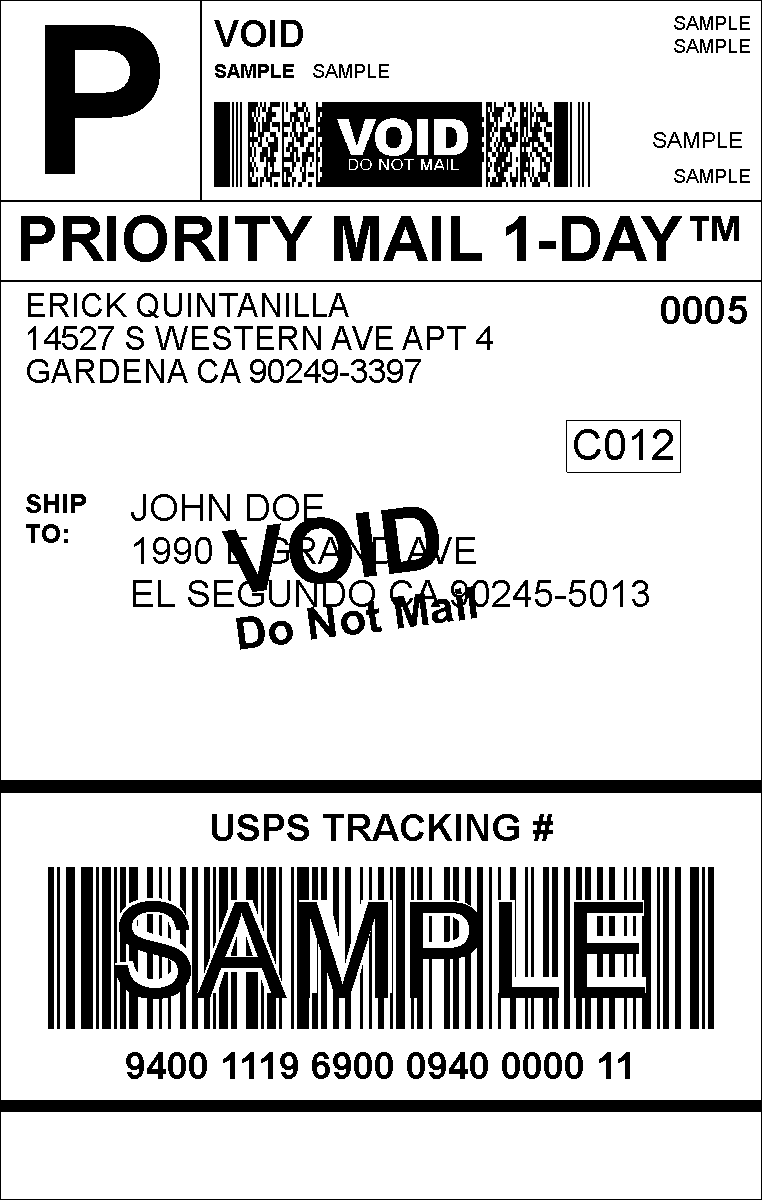 P
VOID
SAMPLE SAMPLE
SAMPLE
SAMPLE
VOID
DO NOT MAIL
SAMPLE
SAMPLE
PRIORITY MAIL 1-DAY™
ERICK QUINTANILLA
14527 S WESTERN AVE APT 4
GARDENA CA 90249-3397
0005
C012
SHIP
TO:
JOHN DOE
1990 E GRAND AVE
EL SEGUNDO CA 90245-5013
VOID
Do Not Mail
USPS TRACKING #
SAMPLE
9400 1119 6900 0940 0000 11